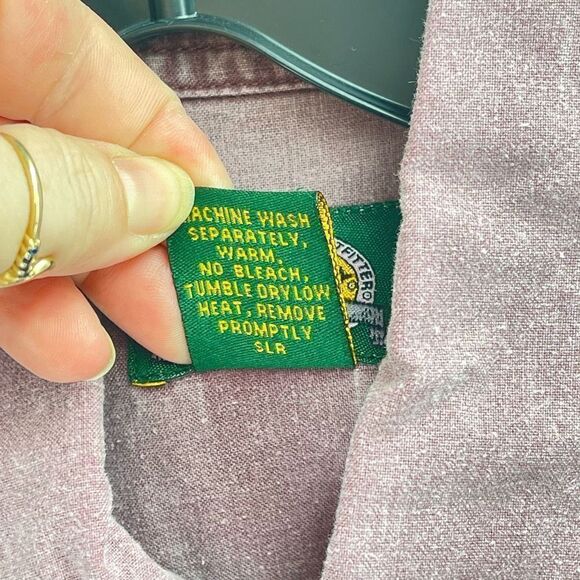 MACHINE WASH
SEPARATELY,
WARM,
NO BLEACH,
TUMBLE DRY LOW
HEAT, REMOVE
PROMPTLY
SLR